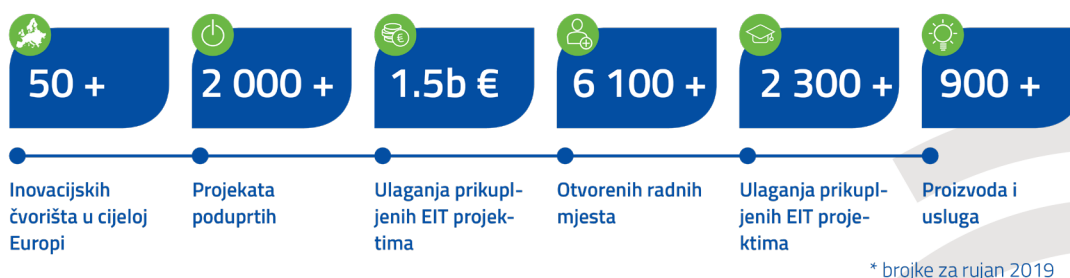 50 +
2 000 +
1.5b €
6 100 +
2 300 +
900 +
Inovacijskih
čvorišta u cijeloj
Europi
Projekata
poduprtih
Ulaganja prikupl-
jenih EIT projek-
tima
Otvorenih radnih
mjesta
Ulaganja prikupl-
jenih EIT proje-
ktima
Proizvoda i
usluga
* brojke za rujan 2019